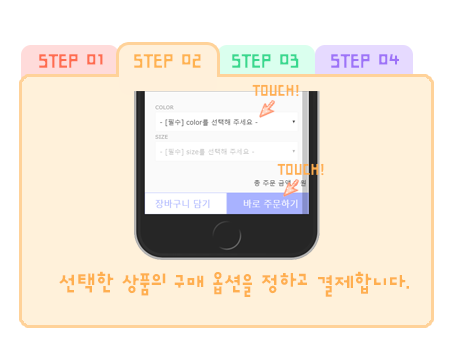 STEP 01 STEP 02 STEP 03 STEP 04
TOUCH!
COLOR
- [필수] color를 선택해 주세요 -
SIZE
- [필수] size를 선택해 주세요 -
TOUCH!
총 주문 금액 원
장바구니 담기 바로 주문하기
선택한 상품의 구매 옵션을 정하고 결제합니다.